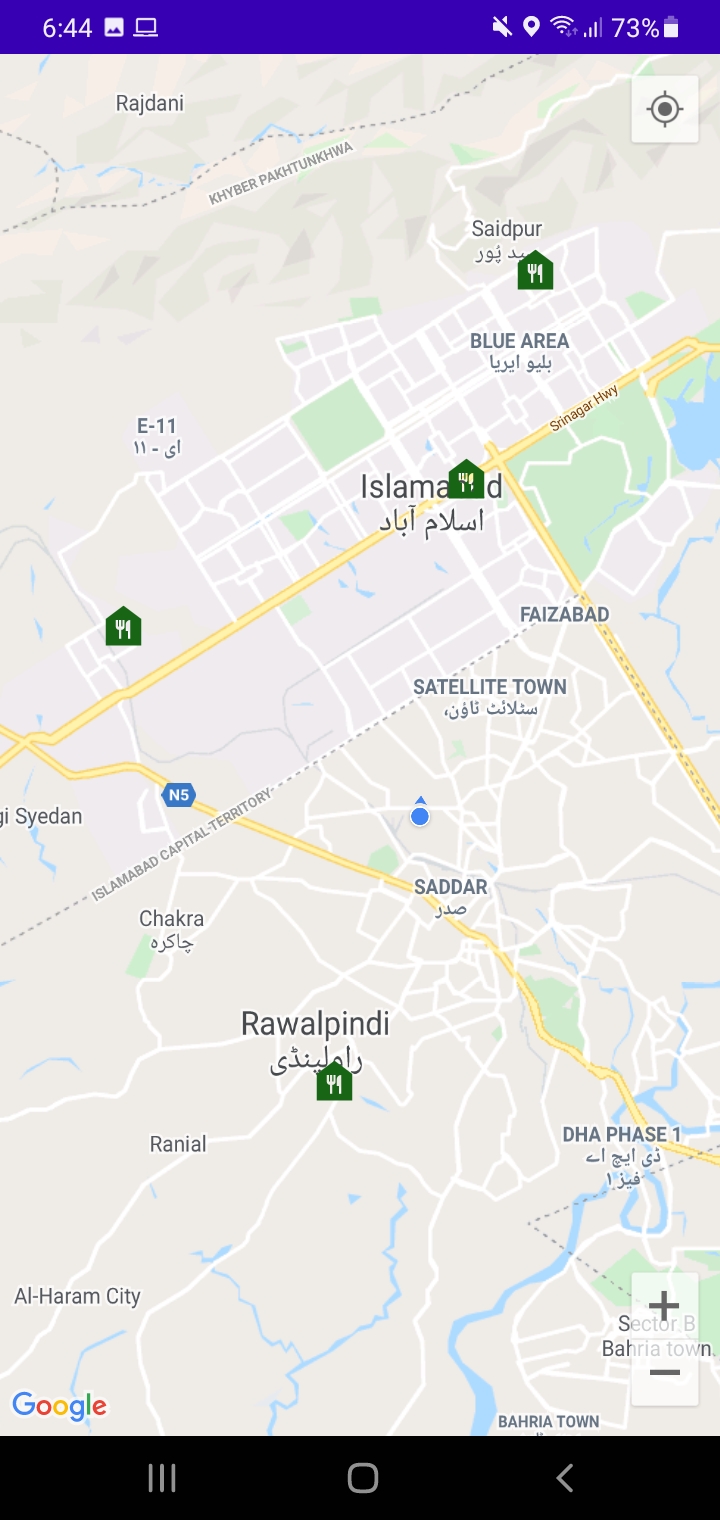 6:44
73%
Rajdani
KHYBER PAKHTUNKHWA
Saidpur
BLUE AREA
بلیو ایریا
Srinagar Hwy
E-11
ای - ۱۱
اسلام آباد
FAIZABAD
SATELLITE TOWN
سٹلائٹ ٹاؤن،
N5
Syedan
ISLAMABAD CAPITAL TERRITORY
SADDAR
صدر
Chakra
چاکرہ
Rawalpindi
راولپنڈی
Ranial
DHA PHASE 1
ڈی ایچ اے
فیز ۱
Al-Haram City
Sector B
Bahria town
Google
BAHRIA TOWN